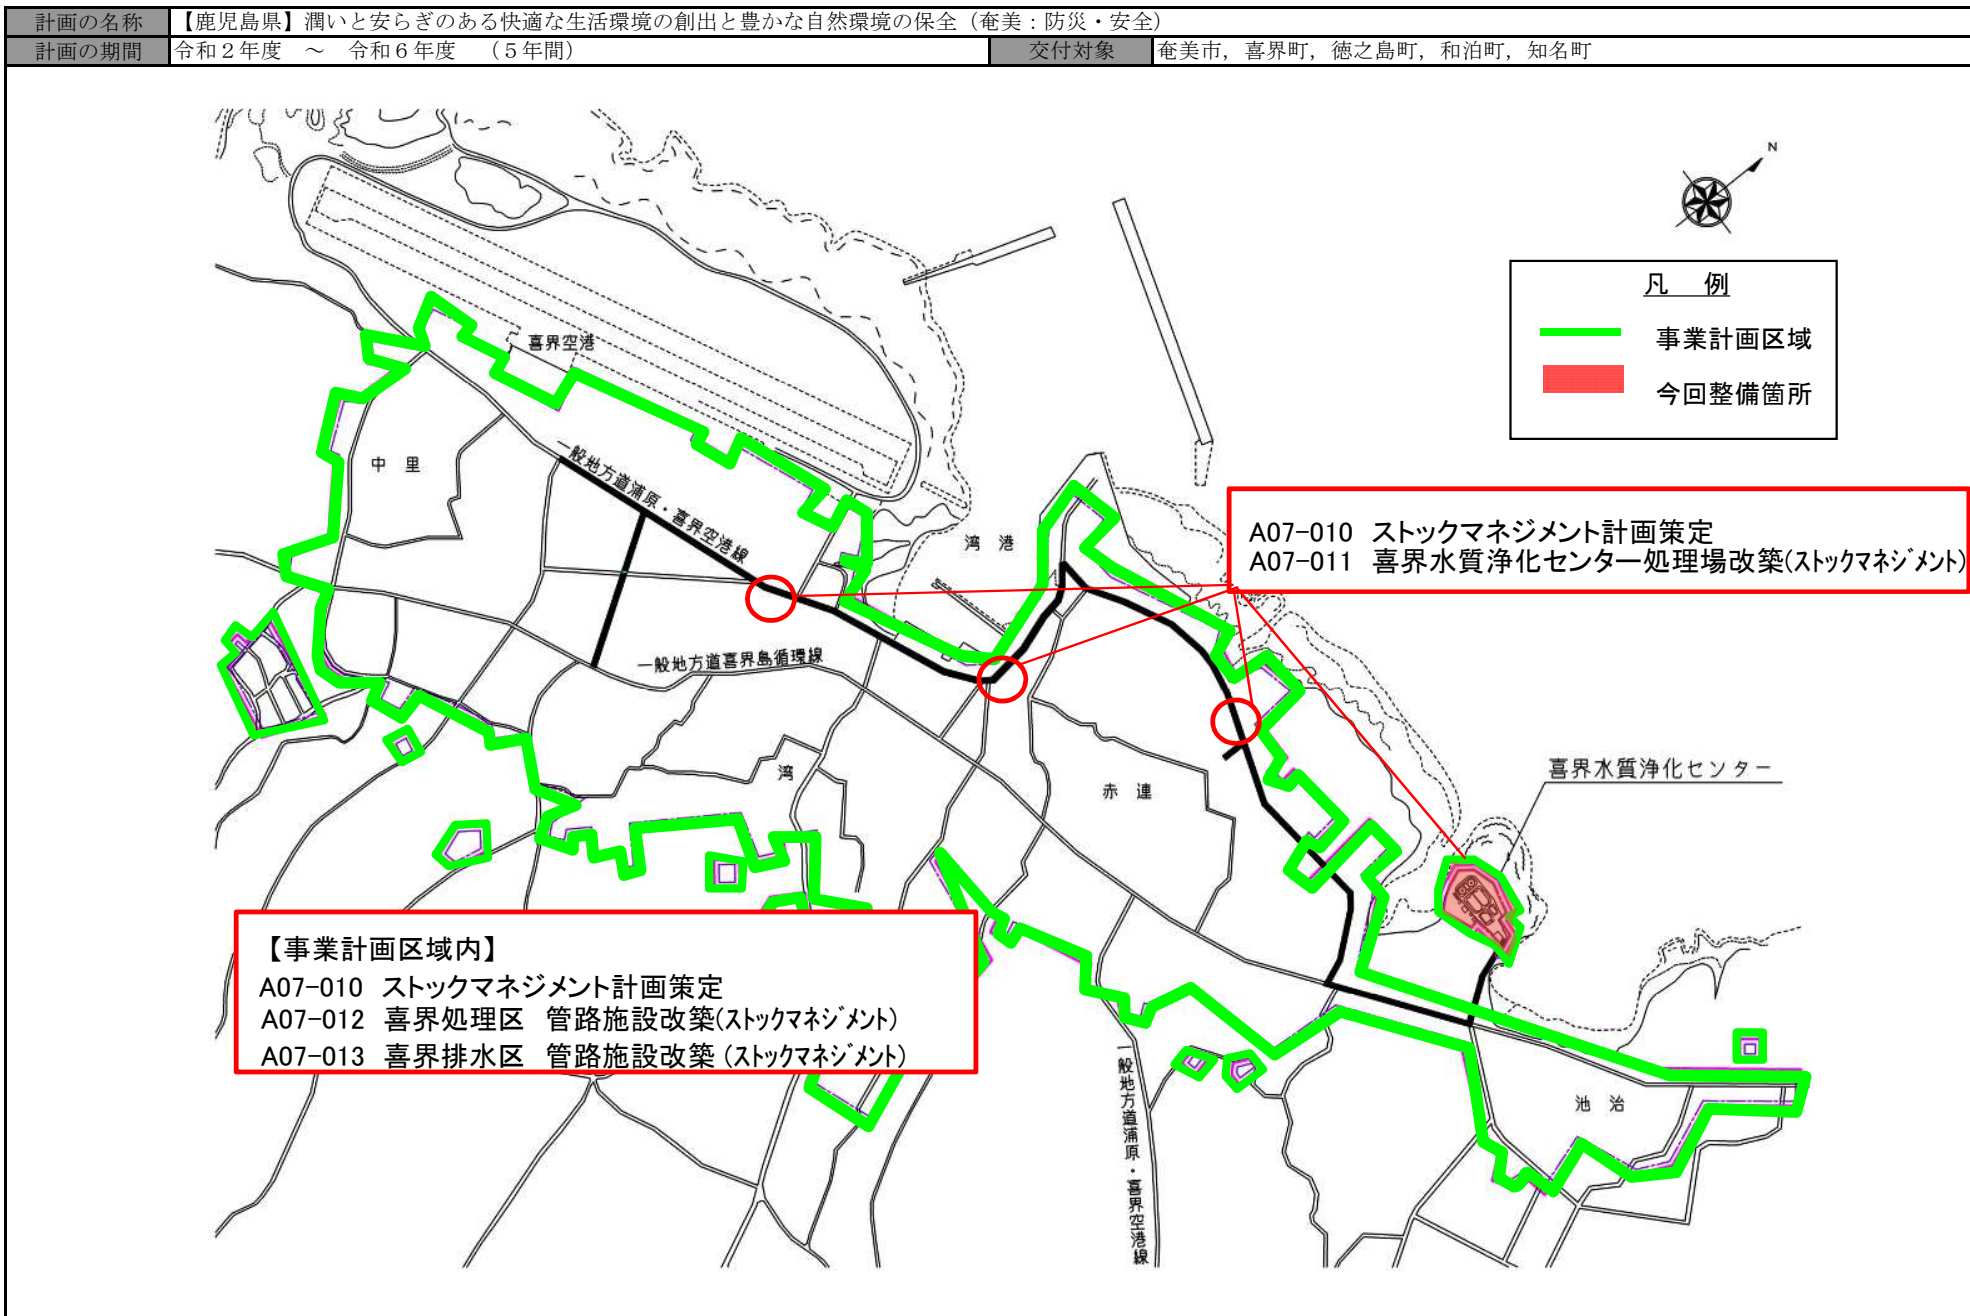 計画の名称 【鹿児島県】潤いと安らぎのある快適な生活環境の創出と豊かな自然環境の保全（奄美：防災・安全）
計画の期間 令和２年度 ～ 令和６年度 （５年間） 交付対象 奄美市，喜界町，徳之島町，和泊町，知名町
N
凡 例
事業計画区域
今回整備箇所
喜界空港
中 里
一般地方道浦原・喜界空港線
湾 港
A07-010 ストックマネジメント計画策定
A07-011 喜界水質浄化センター処理場改築(ストックマネジメント)
一般地方道喜界島循環線
湾
赤 連
喜界水質浄化センター
【事業計画区域内】
A07-010 ストックマネジメント計画策定
A07-012 喜界処理区 管路施設改築(ストックマネジメント)
A07-013 喜界排水区 管路施設改築(ストックマネジメント)
一般地方道浦原・喜界空港線
池 治